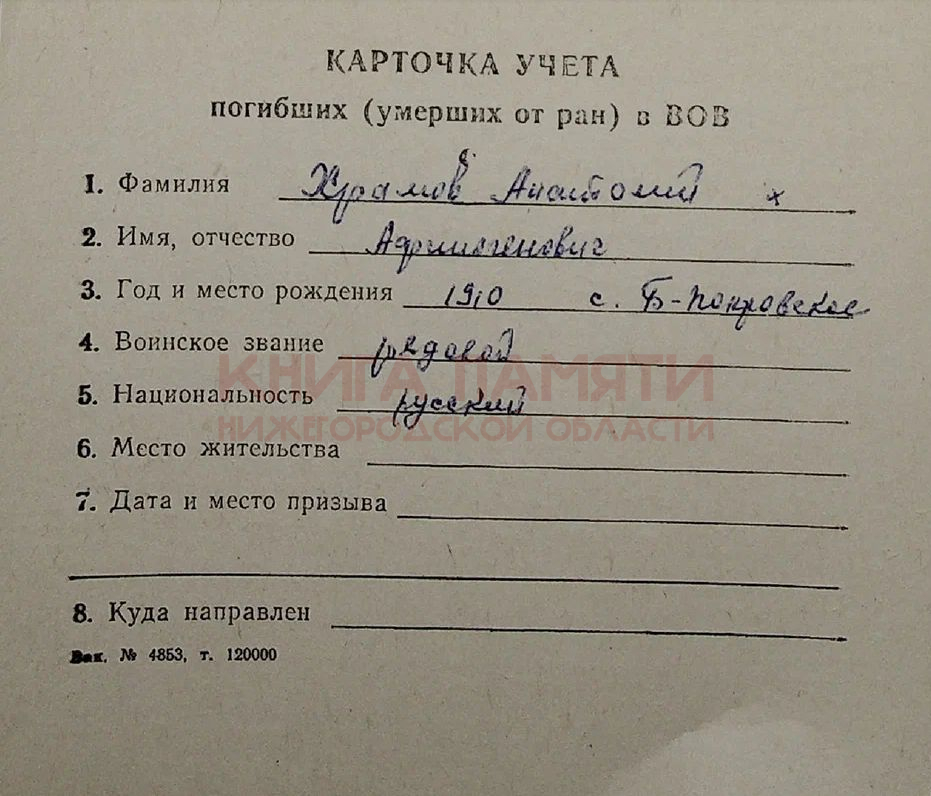 КАРТОЧКА УЧЕТА
погибших (умерших от ран) в ВОВ
1. Фамилия Храмов Анатолий х
2. Имя, отчество Афиногенович
3. Год и место рождения 1910 с. Б-Покровское
4. Воинское звание рядовой
КНИГА ПАМЯТИ
5. Национальность русский
НИЖЕГОРОДСКОЙ ОБЛАСТИ
6. Место жительства
7. Дата и место призыва
8. Куда направлен
Зак. № 4853, т. 120000